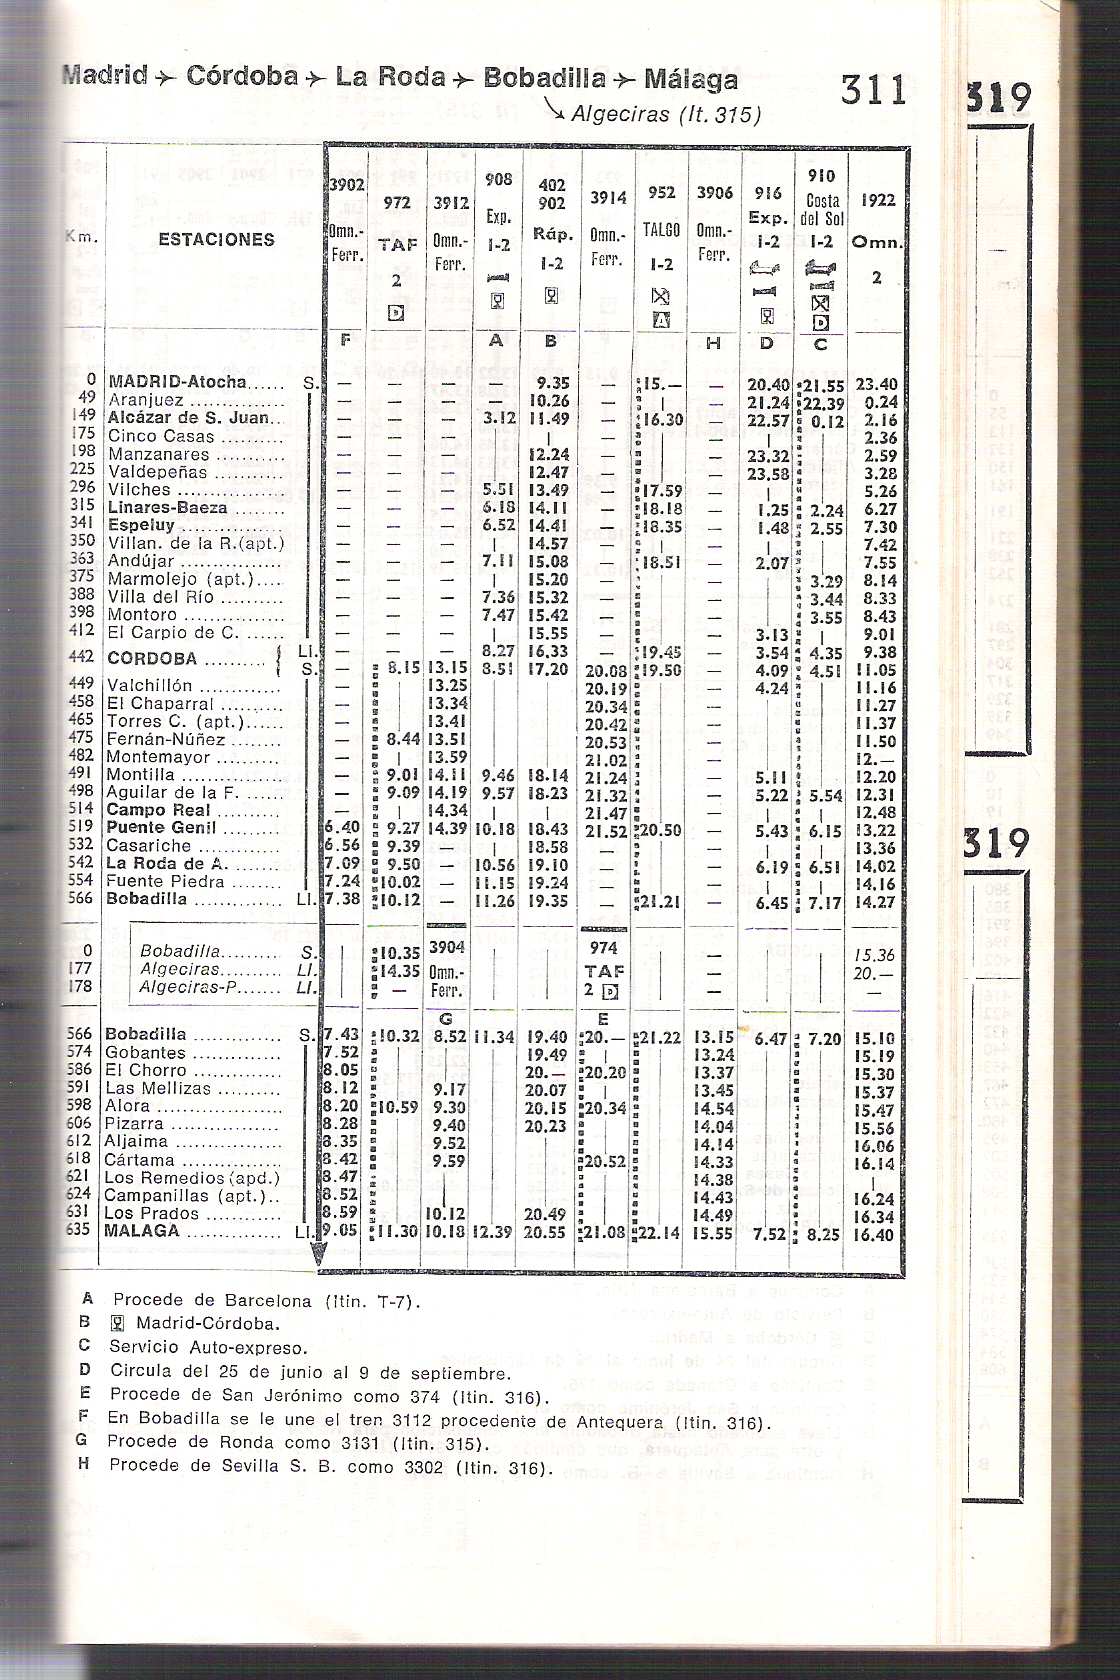 Madrid → Córdoba → La Roda → Bobadilla → Málaga 311
↘ Algeciras (It. 315)
319
319
Km. ESTACIONES 3902 Omn.-Ferr. F 972 TAF 2 D 3912 Omn.-Ferr. 908 Exp. 1-2 A 402 902 Ráp. 1-2 B 3914 Omn.-Ferr. 952 TALGO 1-2 A 3906 Omn.-Ferr. H 916 Exp. 1-2 D 910 Costa del Sol 1-2 D C 1922 Omn. 2
0 MADRID-Atocha...... S. — — — — 9.35 — 15.— — 20.40 21.55 23.40
49 Aranjuez ............... — — — — 10.26 — | — 21.24 22.39 0.24
149 Alcázar de S. Juan.. — — — 3.12 11.49 — 16.30 — 22.57 0.12 2.16
175 Cinco Casas ......... — — — | — | — | | 2.36
198 Manzanares ........... — — — 12.24 — — 23.32 2.59
225 Valdepeñas ........... — — — 12.47 — — 23.58 3.28
296 Vilches ................ — — — 5.51 13.49 — 17.59 — | 5.26
315 Linares-Baeza ........ — — — 6.18 14.11 — 18.18 — 1.25 2.24 6.27
341 Espeluy ................ — — — 6.52 14.41 — 18.35 — 1.48 2.55 7.30
350 Villan. de la R.(apt.) — — — | 14.57 — | — | | 7.42
363 Andújar ................ — — — 7.11 15.08 — 18.51 — 2.07 | 7.55
375 Marmolejo (apt.)..... — — — | 15.20 — — 3.29 8.14
388 Villa del Río .......... — — — 7.36 15.32 — — 3.44 8.33
398 Montoro ............... — — — 7.47 15.42 — — 3.55 8.43
412 El Carpio de C. ...... — — — | 15.55 — — 3.13 | 9.01
442 CORDOBA .......... Ll. — — — 8.27 16.33 — 19.45 — 3.54 4.35 9.38
S. — 8.15 13.15 8.51 17.20 20.08 19.50 — 4.09 4.51 11.05
449 Valchillón ............. — | 13.25 20.19 — 4.24 11.16
458 El Chaparral .......... — 13.34 20.34 — 11.27
465 Torres C. (apt.)...... — 13.41 20.42 — 11.37
475 Fernán-Núñez ........ — 8.44 13.51 20.53 — 11.50
482 Montemayor .......... — | 13.59 21.02 — 12.—
491 Montilla ............... — 9.01 14.11 9.46 18.14 21.24 — 5.11 12.20
498 Aguilar de la F. ...... — 9.09 14.19 9.57 18.23 21.32 — 5.22 5.54 12.31
514 Campo Real .......... — | 14.34 | | 21.47 — | | 12.48
519 Puente Genil ......... 6.40 9.27 14.39 10.18 18.43 21.52 20.50 — 5.43 6.15 13.22
532 Casariche ............. 6.56 9.39 — | 18.58 — — 13.36
542 La Roda de A. ....... 7.09 9.50 — 10.56 19.10 — — 6.19 6.51 14.02
554 Fuente Piedra ........ 7.24 10.02 — 11.15 19.24 — — | | 14.16
566 Bobadilla ............. Ll. 7.38 10.12 — 11.26 19.35 — 21.21 — 6.45 7.17 14.27
0 Bobadilla........... S. 10.35 3904 974 — 15.36
177 Algeciras.......... Ll. 14.35 Omn.- TAF — 20.—
178 Algeciras-P....... Ll. — Ferr. 2 D — —
G E
566 Bobadilla ............. S. 7.43 10.32 8.52 11.34 19.40 20.— 21.22 13.15 6.47 7.20 15.10
574 Gobantes .............. 7.52 19.49 | 13.24 15.19
586 El Chorro ............. 8.05 20.— 20.20 13.37 15.30
591 Las Mellizas .......... 8.12 9.17 20.07 | 13.45 15.37
598 Alora .................. 8.20 10.59 9.30 20.15 20.34 14.54 15.47
606 Pizarra ................ 8.28 9.40 20.23 14.04 15.56
612 Aljaima ................ 8.35 9.52 14.14 16.06
618 Cártama ............... 8.42 9.59 20.52 14.33 16.14
621 Los Remedios (apd.) 8.47 14.38 |
624 Campanillas (apt.).. 8.52 14.43 16.24
631 Los Prados ........... 8.59 10.12 20.49 14.49 16.34
635 MALAGA .............. Ll. 9.05 11.30 10.18 12.39 20.55 21.08 22.14 15.55 7.52 8.25 16.40
A Procede de Barcelona (Itin. T-7).
B Madrid-Córdoba.
C Servicio Auto-expreso.
D Circula del 25 de junio al 9 de septiembre.
E Procede de San Jerónimo como 374 (Itin. 316).
F En Bobadilla se le une el tren 3112 procedente de Antequera (Itin. 316).
G Procede de Ronda como 3131 (Itin. 315).
H Procede de Sevilla S. B. como 3302 (Itin. 316).